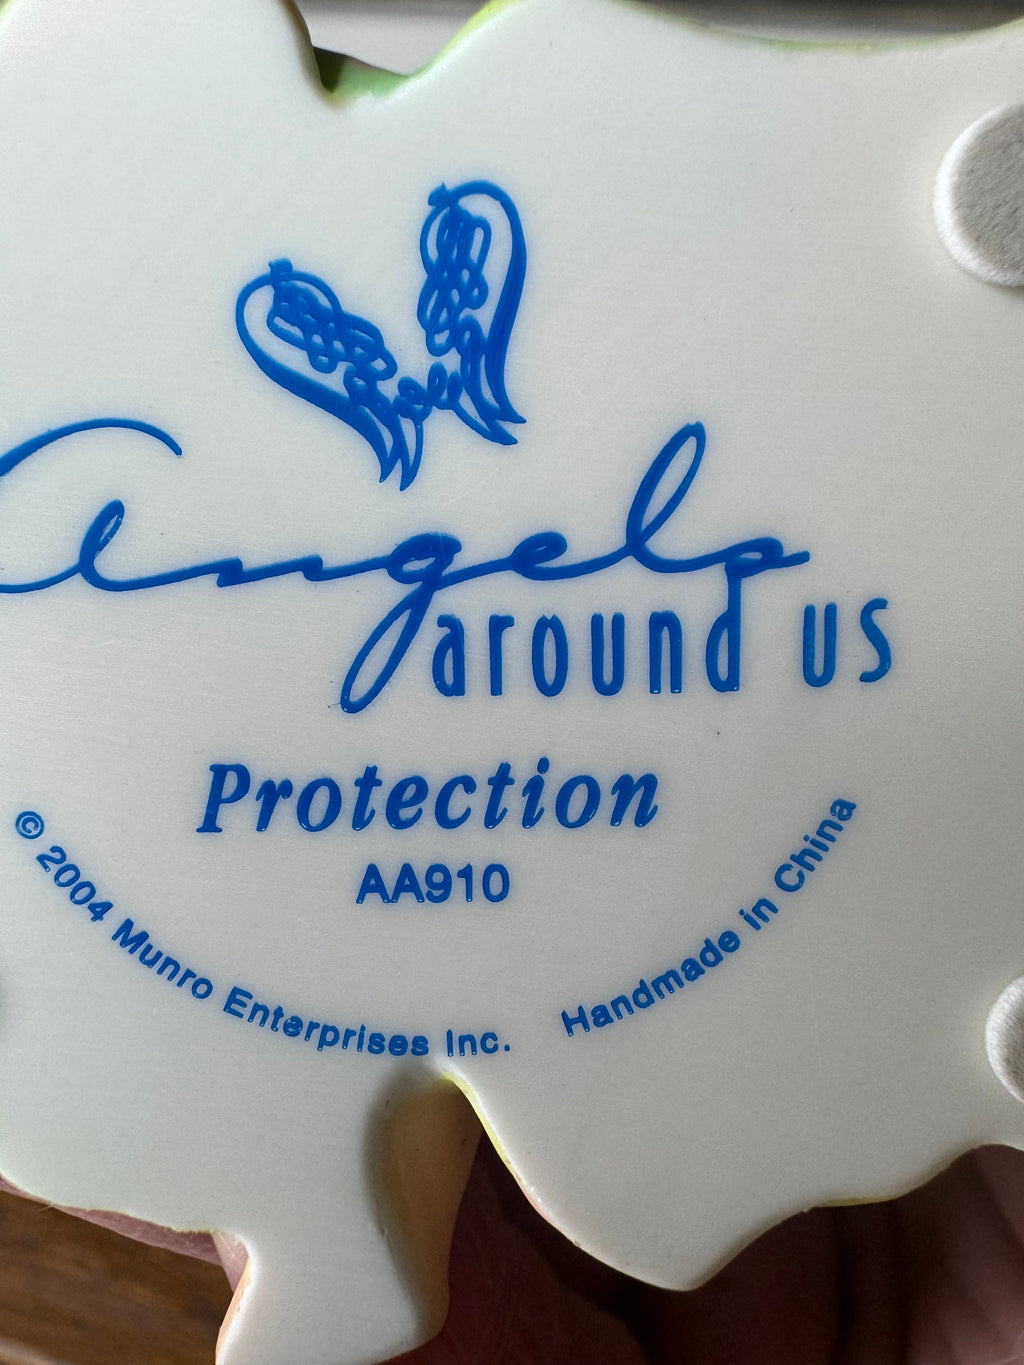 Angels
around us
Protection
AA910
© 2004 Munro Enterprises Inc. Handmade in China